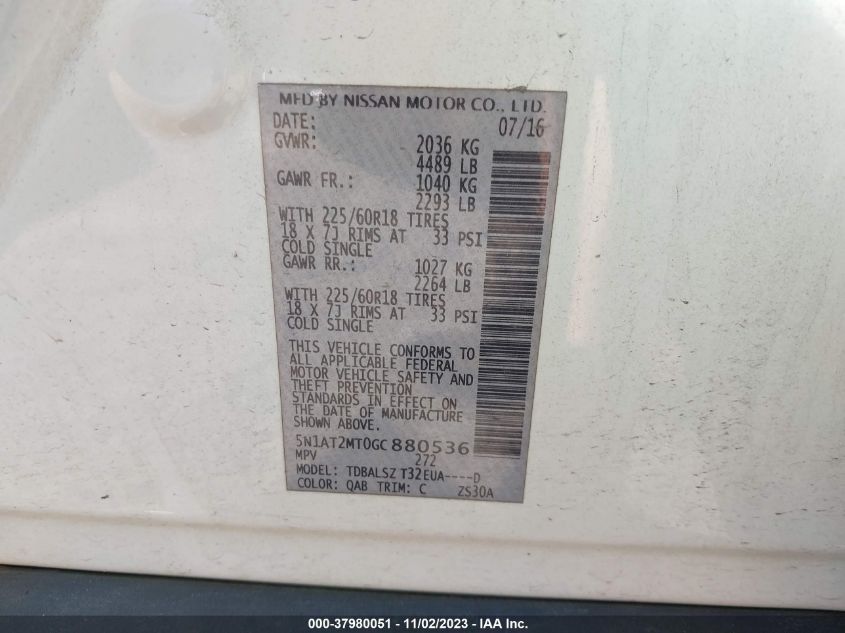 MFD BY NISSAN MOTOR CO., LTD.
DATE: 07/16
GVWR: 2036 KG
4489 LB
GAWR FR.: 1040 KG
2293 LB
WITH 225/60R18 TIRES
18 X 7J RIMS AT 33 PSI
COLD SINGLE
GAWR RR.: 1027 KG
2264 LB
WITH 225/60R18 TIRES
18 X 7J RIMS AT 33 PSI
COLD SINGLE
THIS VEHICLE CONFORMS TO
ALL APPLICABLE FEDERAL
MOTOR VEHICLE SAFETY AND
THEFT PREVENTION
STANDARDS IN EFFECT ON
THE DATE OF MANUFACTURE
SHOWN ABOVE.
5N1AT2MT0GC880536
MPV 272
MODEL: TDBALSZ T32EUA----D
COLOR: QAB TRIM: C ZS30A
000-37980051 - 11/02/2023 - IAA Inc.